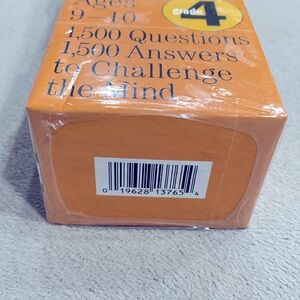 Ages
9–10
grade 4
1,500 Questions
1,500 Answers
to Challenge
the Mind
0 19628 13765 4